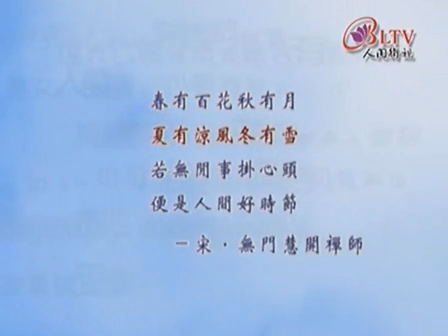 BLTV
人間衛視
春有百花秋有月
夏有涼風冬有雪
若無閒事掛心頭
便是人間好時節
－宋．無門慧開禪師